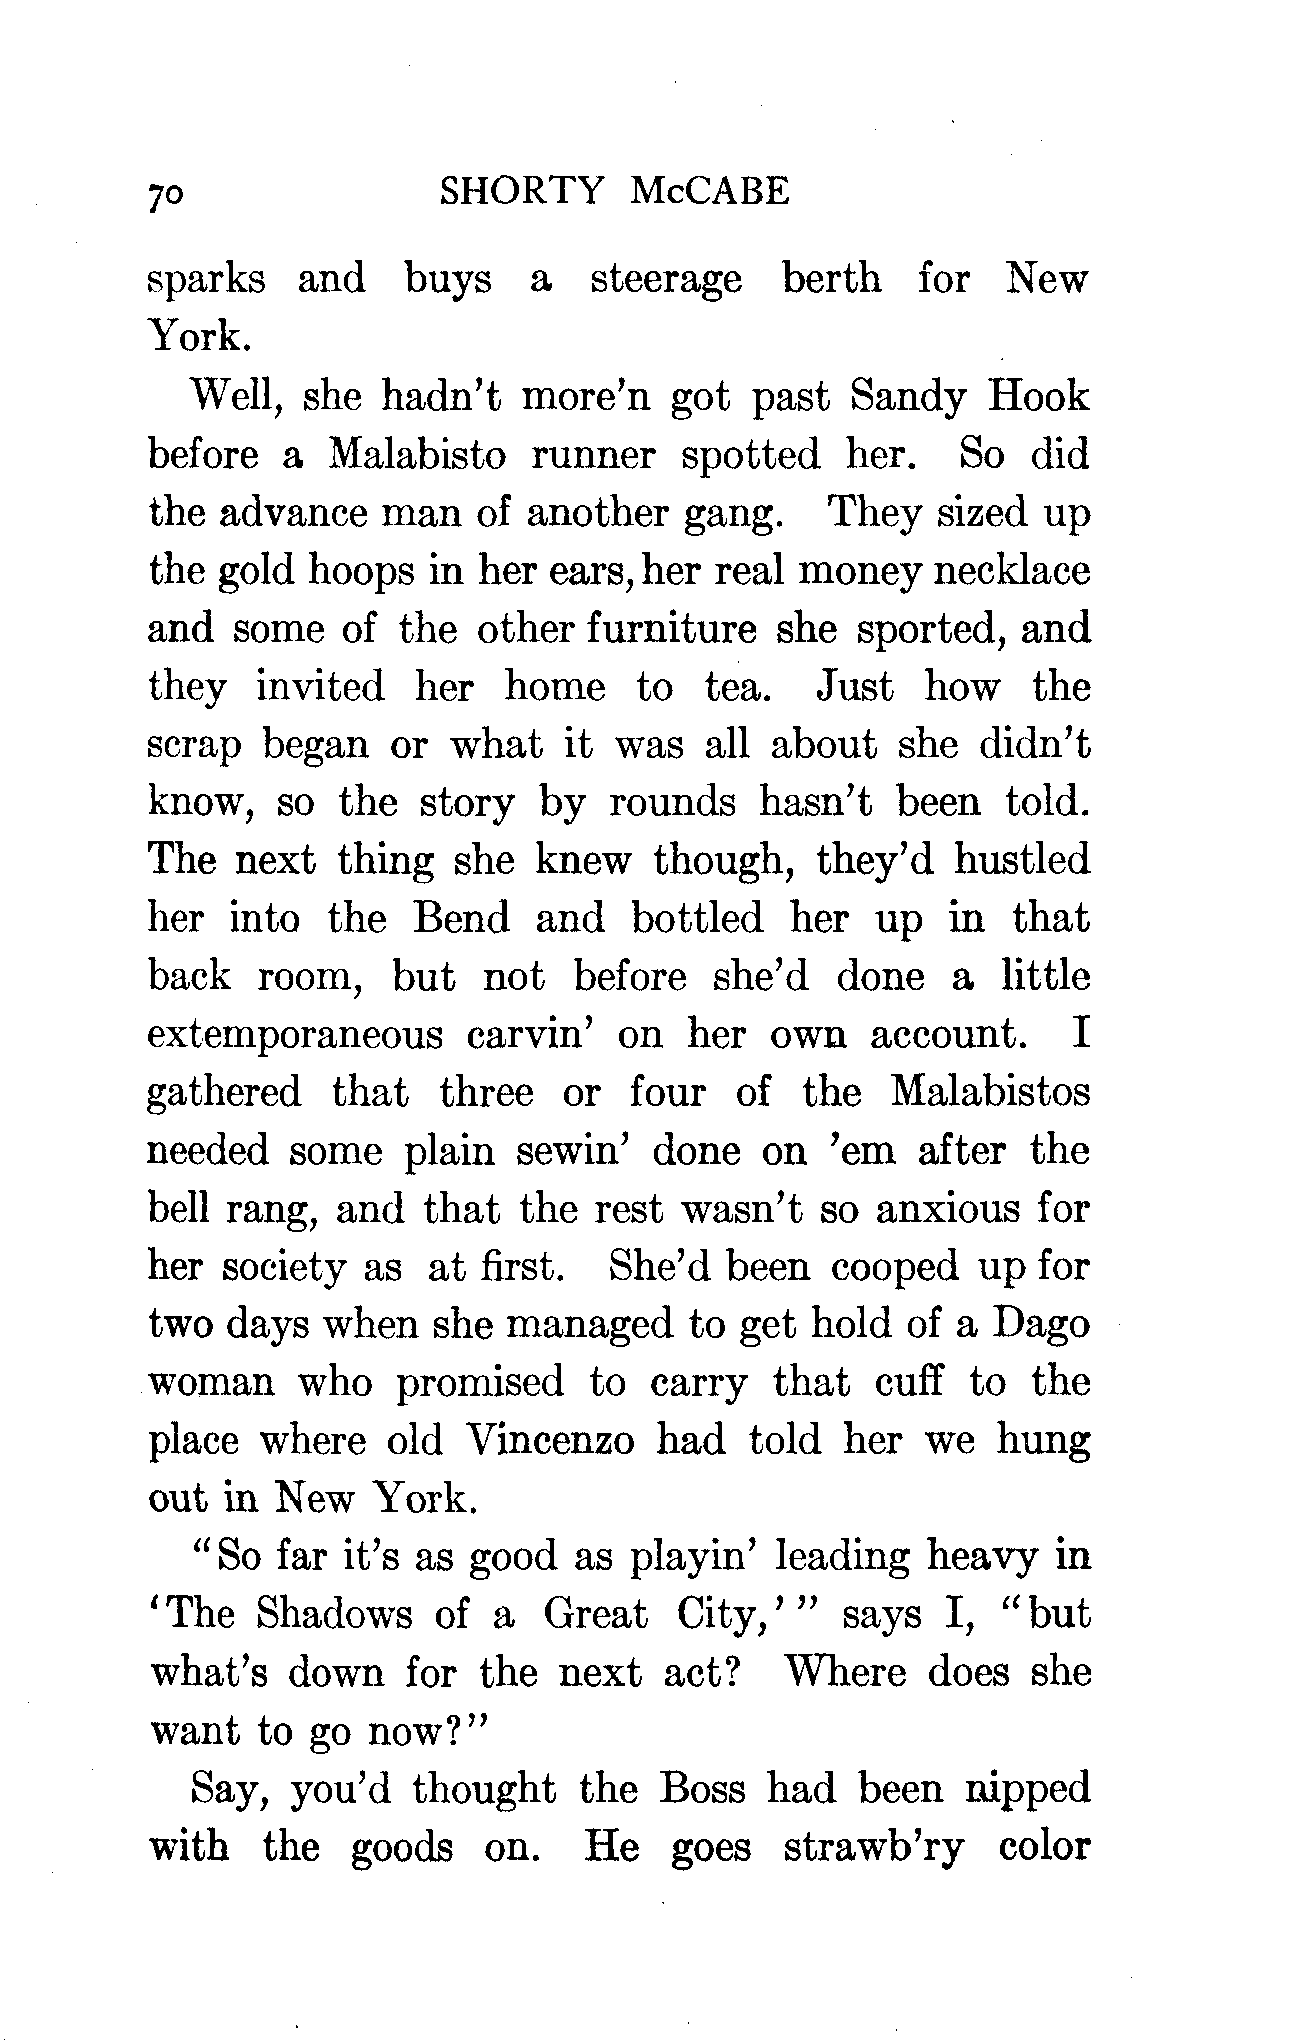 70 SHORTY McCABE
sparks and buys a steerage berth for New
York.
Well, she hadn't more'n got past Sandy Hook
before a Malabisto runner spotted her. So did
the advance man of another gang. They sized up
the gold hoops in her ears, her real money necklace
and some of the other furniture she sported, and
they invited her home to tea. Just how the
scrap began or what it was all about she didn't
know, so the story by rounds hasn't been told.
The next thing she knew though, they'd hustled
her into the Bend and bottled her up in that
back room, but not before she'd done a little
extemporaneous carvin' on her own account. I
gathered that three or four of the Malabistos
needed some plain sewin' done on 'em after the
bell rang, and that the rest wasn't so anxious for
her society as at first. She'd been cooped up for
two days when she managed to get hold of a Dago
woman who promised to carry that cuff to the
place where old Vincenzo had told her we hung
out in New York.
"So far it's as good as playin' leading heavy in
'The Shadows of a Great City,'" says I, "but
what's down for the next act? Where does she
want to go now?"
Say, you'd thought the Boss had been nipped
with the goods on. He goes strawb'ry color